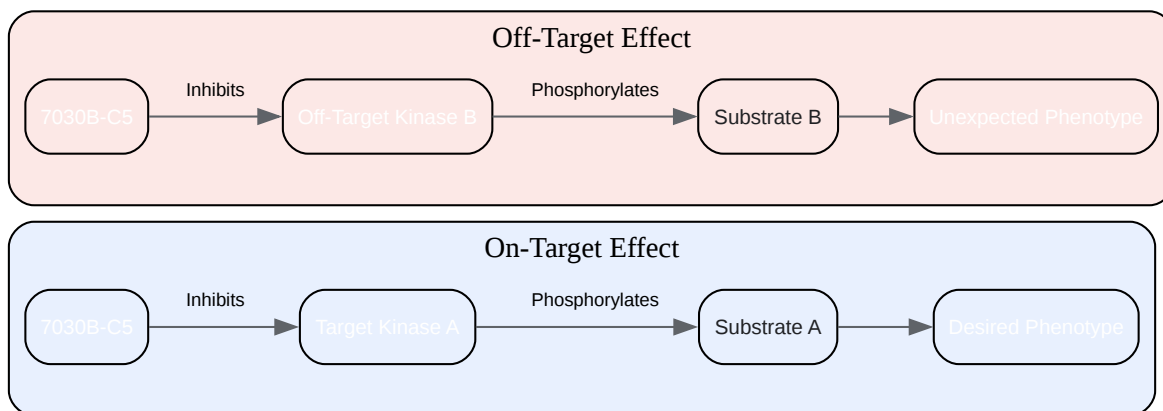 Off-Target Effect
Inhibits
Phosphorylates
7030B-C5
Off-Target Kinase B
Substrate B
Unexpected Phenotype
On-Target Effect
Inhibits
Phosphorylates
7030B-C5
Target Kinase A
Substrate A
Desired Phenotype